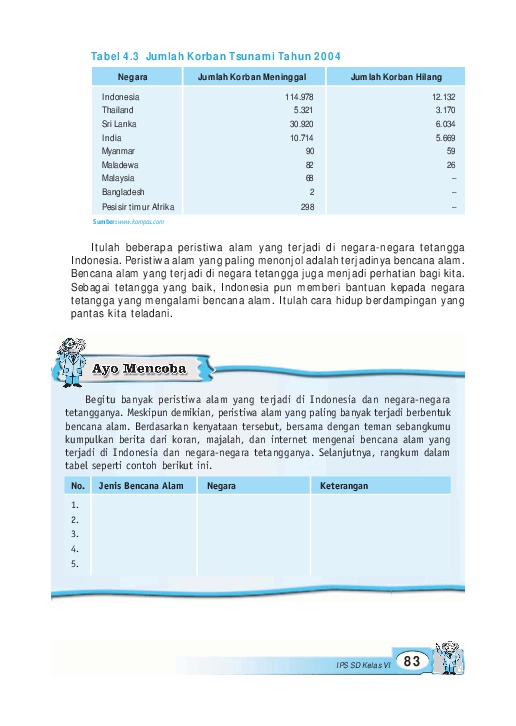 Tabel 4.3 Jumlah Korban Tsunami Tahun 2004
Negara Jumlah Korban Meninggal Jumlah Korban Hilang
Indonesia 114.978 12.132
Thailand 5.321 3.170
Sri Lanka 30.920 6.034
India 10.714 5.669
Myanmar 90 59
Maladewa 82 26
Malaysia 68 –
Bangladesh 2 –
Pesisir timur Afrika 298 –
Sumber: www.kompas.com
Itulah beberapa peristiwa alam yang terjadi di negara-negara tetangga
Indonesia. Peristiwa alam yang paling menonjol adalah terjadinya bencana alam.
Bencana alam yang terjadi di negara tetangga juga menjadi perhatian bagi kita.
Sebagai tetangga yang baik, Indonesia pun memberi bantuan kepada negara
tetangga yang mengalami bencana alam. Itulah cara hidup berdampingan yang
pantas kita teladani.
Ayo Mencoba
Begitu banyak peristiwa alam yang terjadi di Indonesia dan negara-negara
tetangganya. Meskipun demikian, peristiwa alam yang paling banyak terjadi berbentuk
bencana alam. Berdasarkan kenyataan tersebut, bersama dengan teman sebangkumu
kumpulkan berita dari koran, majalah, dan internet mengenai bencana alam yang
terjadi di Indonesia dan negara-negara tetangganya. Selanjutnya, rangkum dalam
tabel seperti contoh berikut ini.
No. Jenis Bencana Alam Negara Keterangan
1.
2.
3.
4.
5.
IPS SD Kelas VI 83